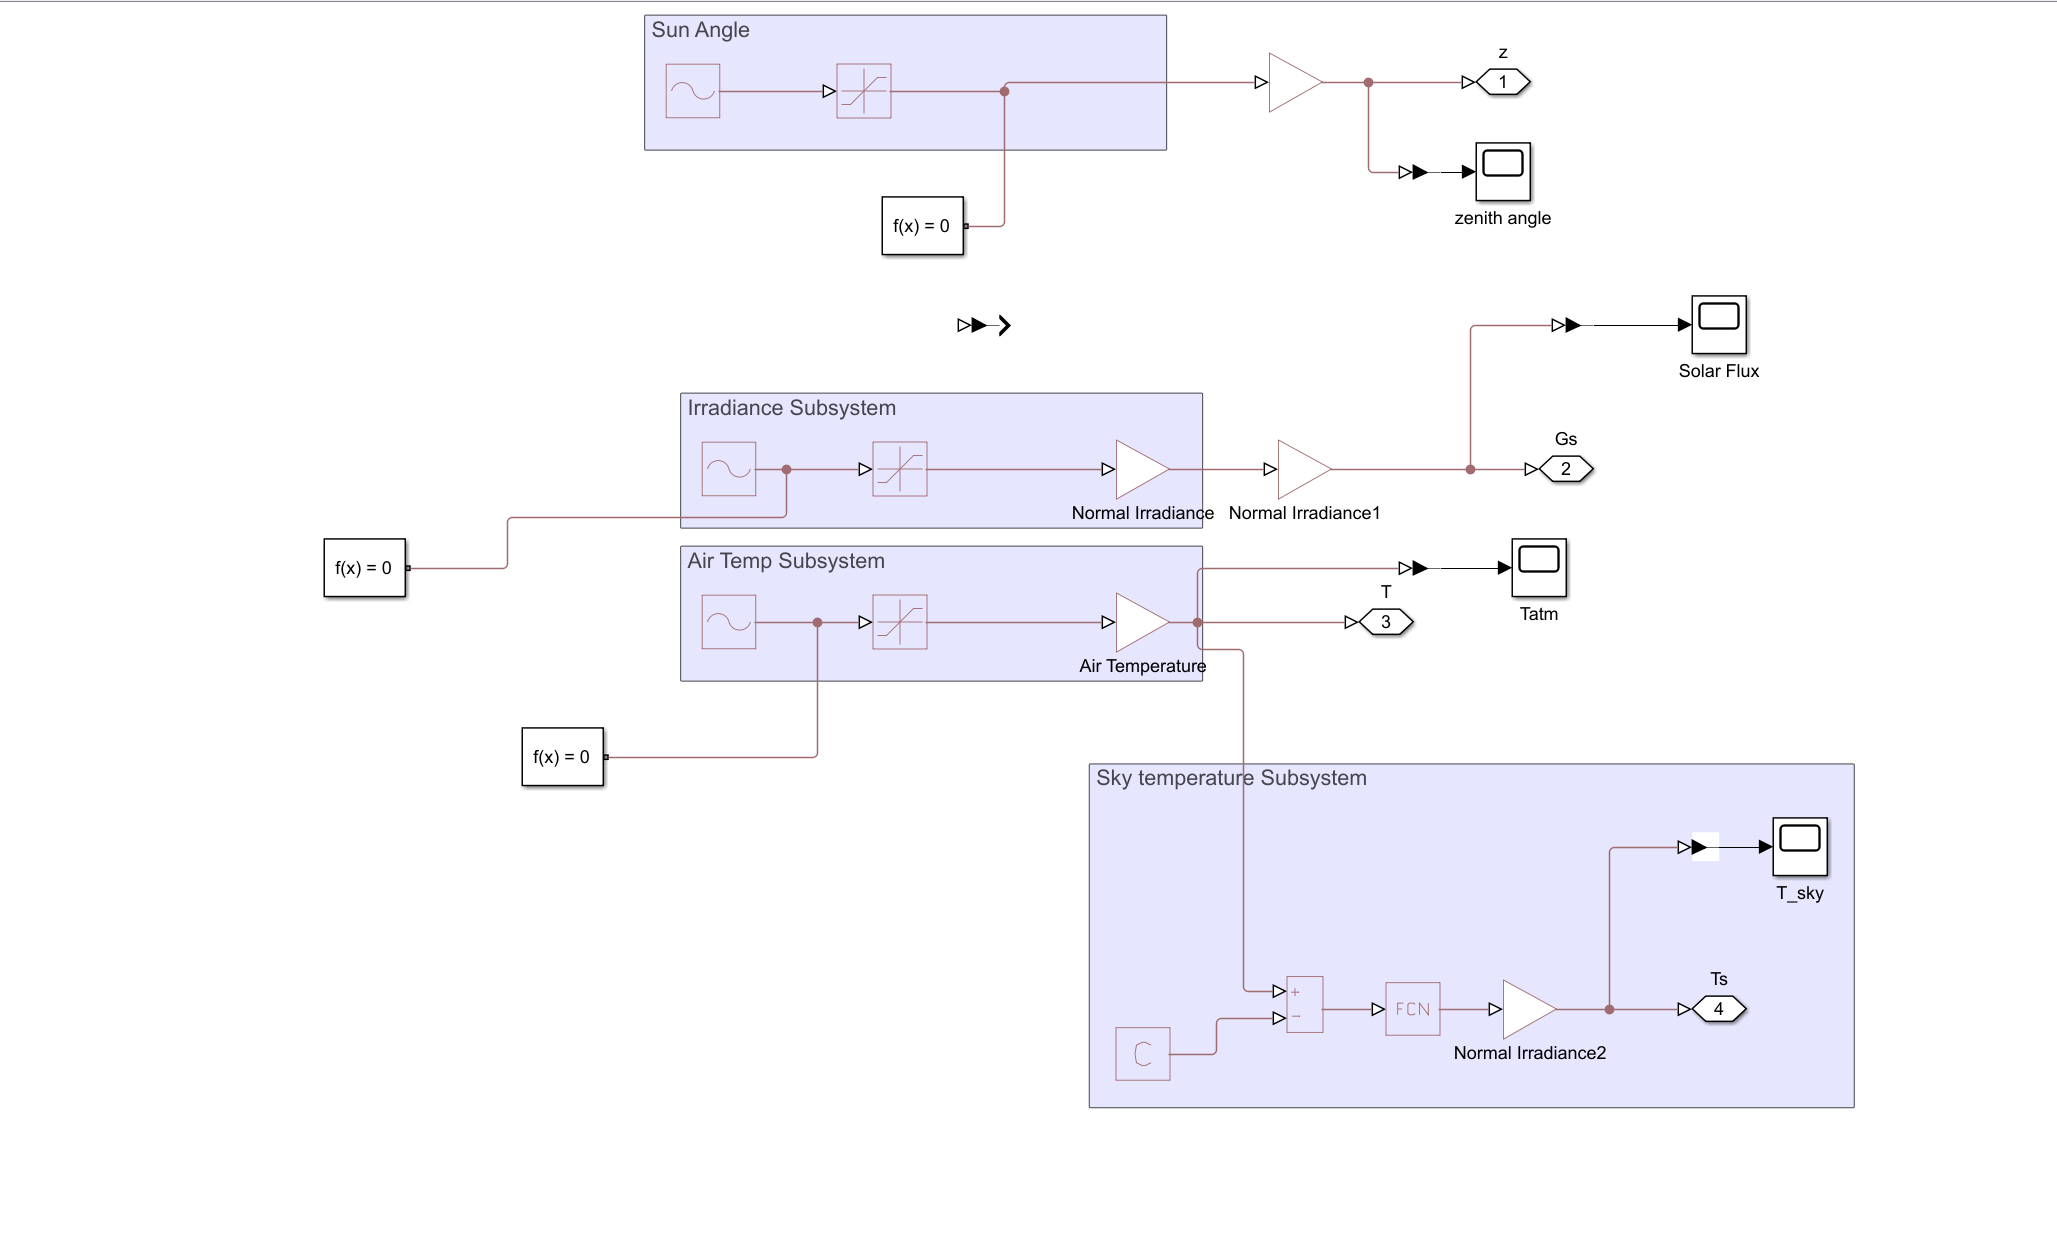 Sun Angle
z
1
zenith angle
f(x) = 0
Solar Flux
Irradiance Subsystem
Gs
2
Normal Irradiance
Normal Irradiance1
f(x) = 0
Air Temp Subsystem
T
3
Tatm
Air Temperature
f(x) = 0
Sky temperature Subsystem
T_sky
+
−
C
FCN
Normal Irradiance2
Ts
4